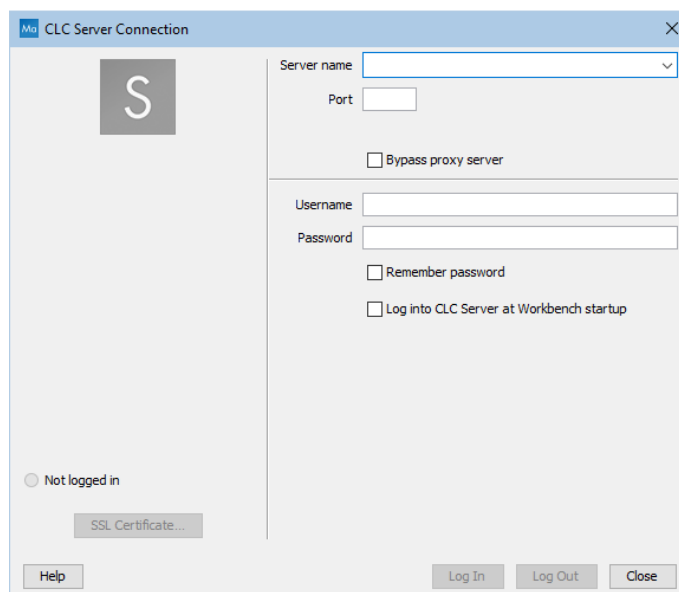 Ma CLC Server Connection
S
Server name
Port
Bypass proxy server
Username
Password
Remember password
Log into CLC Server at Workbench startup
Not logged in
SSL Certificate...
Help Log In Log Out Close